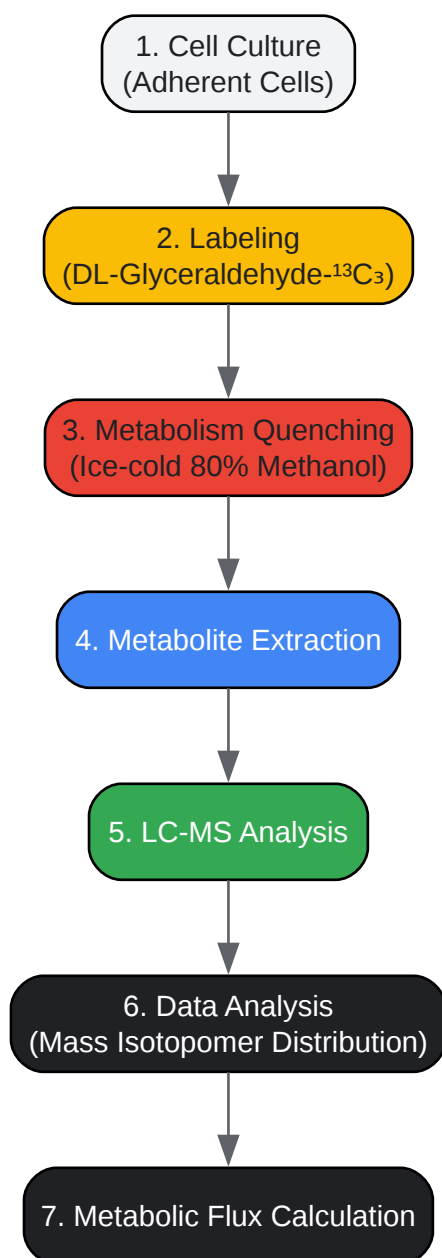 1. Cell Culture
(Adherent Cells)
2. Labeling
(DL-Glyceraldehyde-¹³C₃)
3. Metabolism Quenching
(Ice-cold 80% Methanol)
4. Metabolite Extraction
5. LC-MS Analysis
6. Data Analysis
(Mass Isotopomer Distribution)
7. Metabolic Flux Calculation